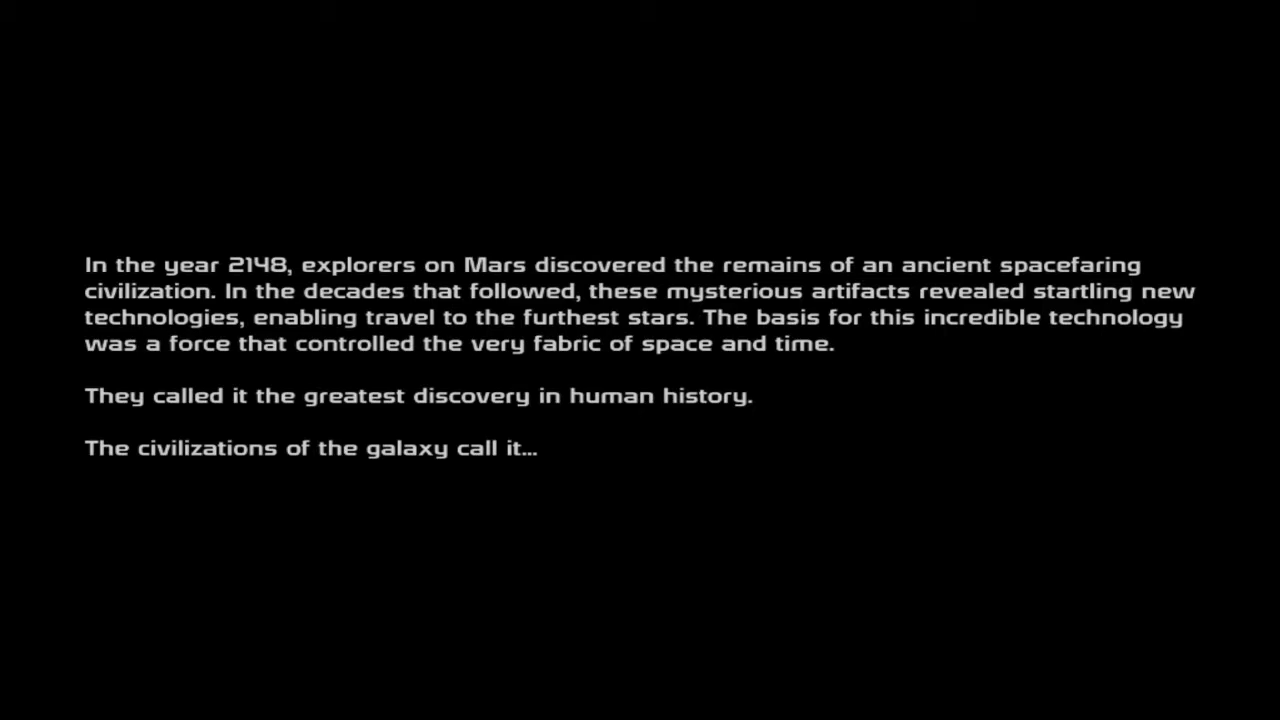 In the year 2148, explorers on Mars discovered the remains of an ancient spacefaring
civilization. In the decades that followed, these mysterious artifacts revealed startling new
technologies, enabling travel to the furthest stars. The basis for this incredible technology
was a force that controlled the very fabric of space and time.
They called it the greatest discovery in human history.
The civilizations of the galaxy call it...